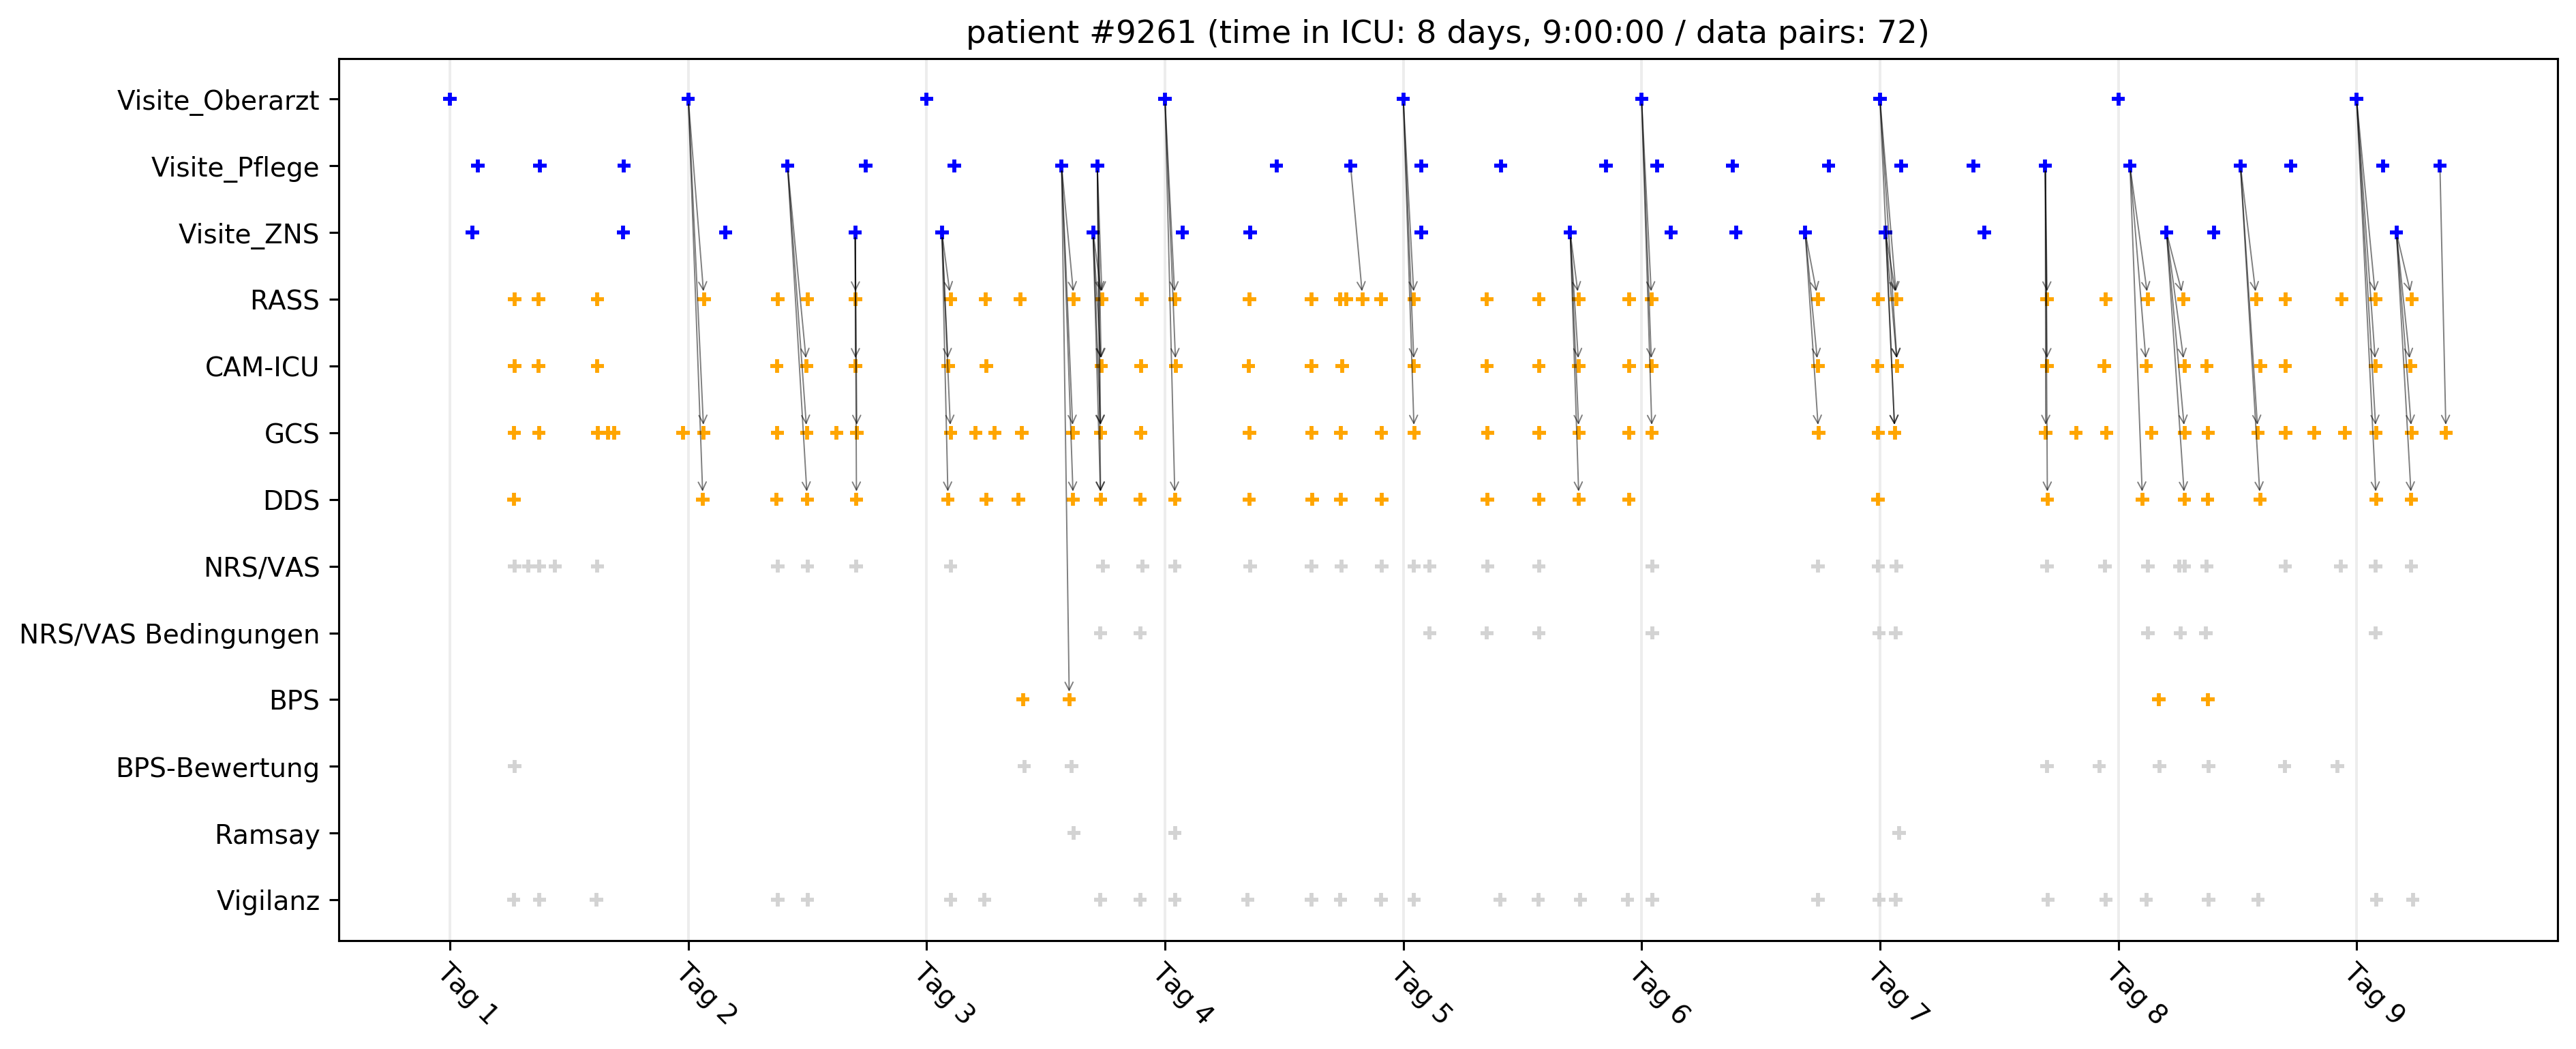 patient #9261 (time in ICU: 8 days, 9:00:00 / data pairs: 72)
Visite_Oberarzt
Visite_Pflege
Visite_ZNS
RASS
CAM-ICU
GCS
DDS
NRS/VAS
NRS/VAS Bedingungen
BPS
BPS-Bewertung
Ramsay
Vigilanz
Tag 1
Tag 2
Tag 3
Tag 4
Tag 5
Tag 6
Tag 7
Tag 8
Tag 9